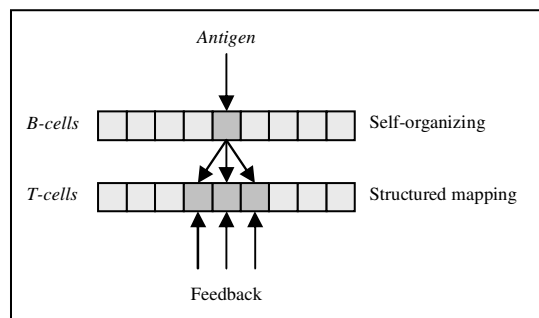 Antigen
B-cells Self-organizing
T-cells Structured mapping
Feedback